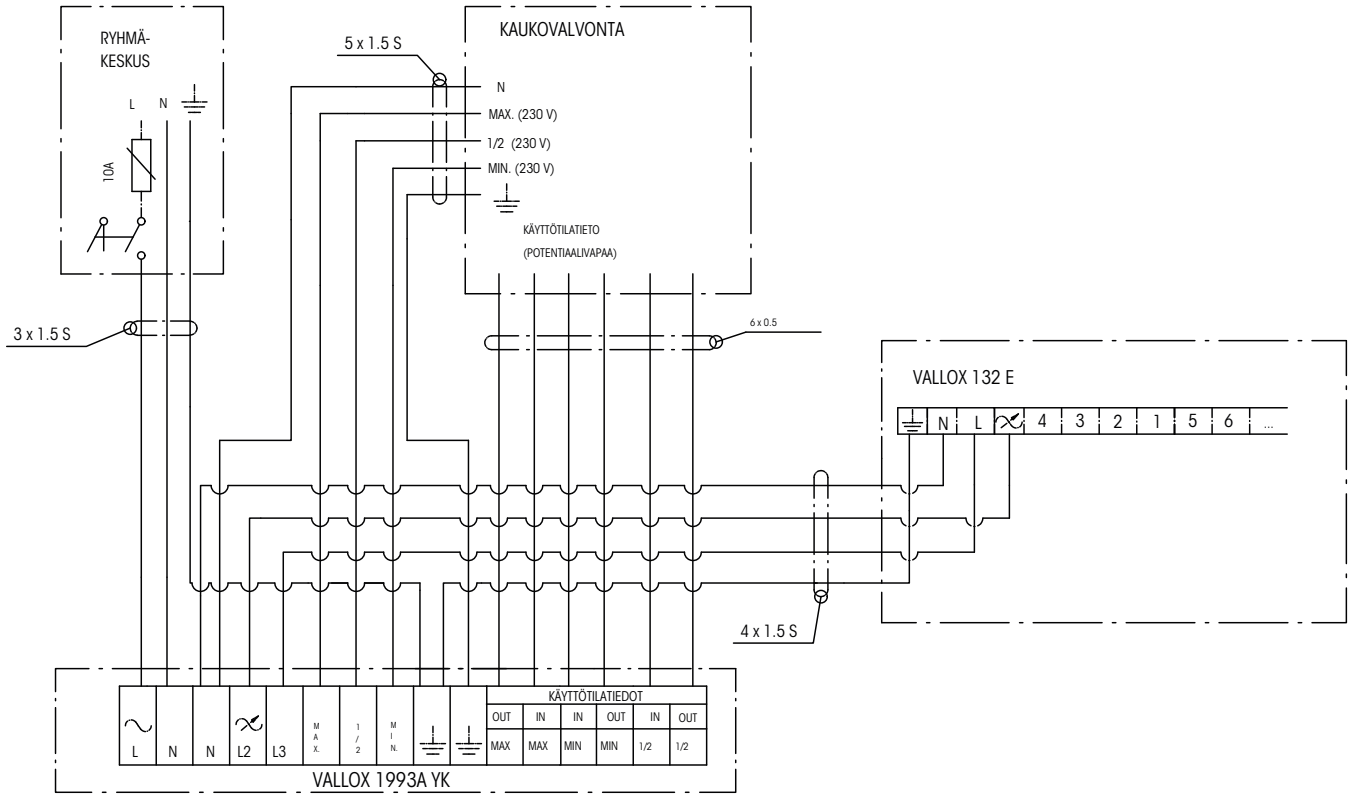 RYHMÄ-
KESKUS
L N
10A
3 x 1.5 S
5 x 1.5 S
KAUKOVALVONTA
N
MAX. (230 V)
1/2 (230 V)
MIN. (230 V)
KÄYTTÖTILATIETO
(POTENTIAALIVAPAA)
6 x 0.5
VALLOX 132 E
N L 4 3 2 1 5 6 ...
4 x 1.5 S
KÄYTTÖTILATIEDOT
OUT IN IN OUT IN OUT
L N N L2 L3 MAX. 1/2 MIN. MAX MAX MIN MIN 1/2 1/2
VALLOX 1993A YK